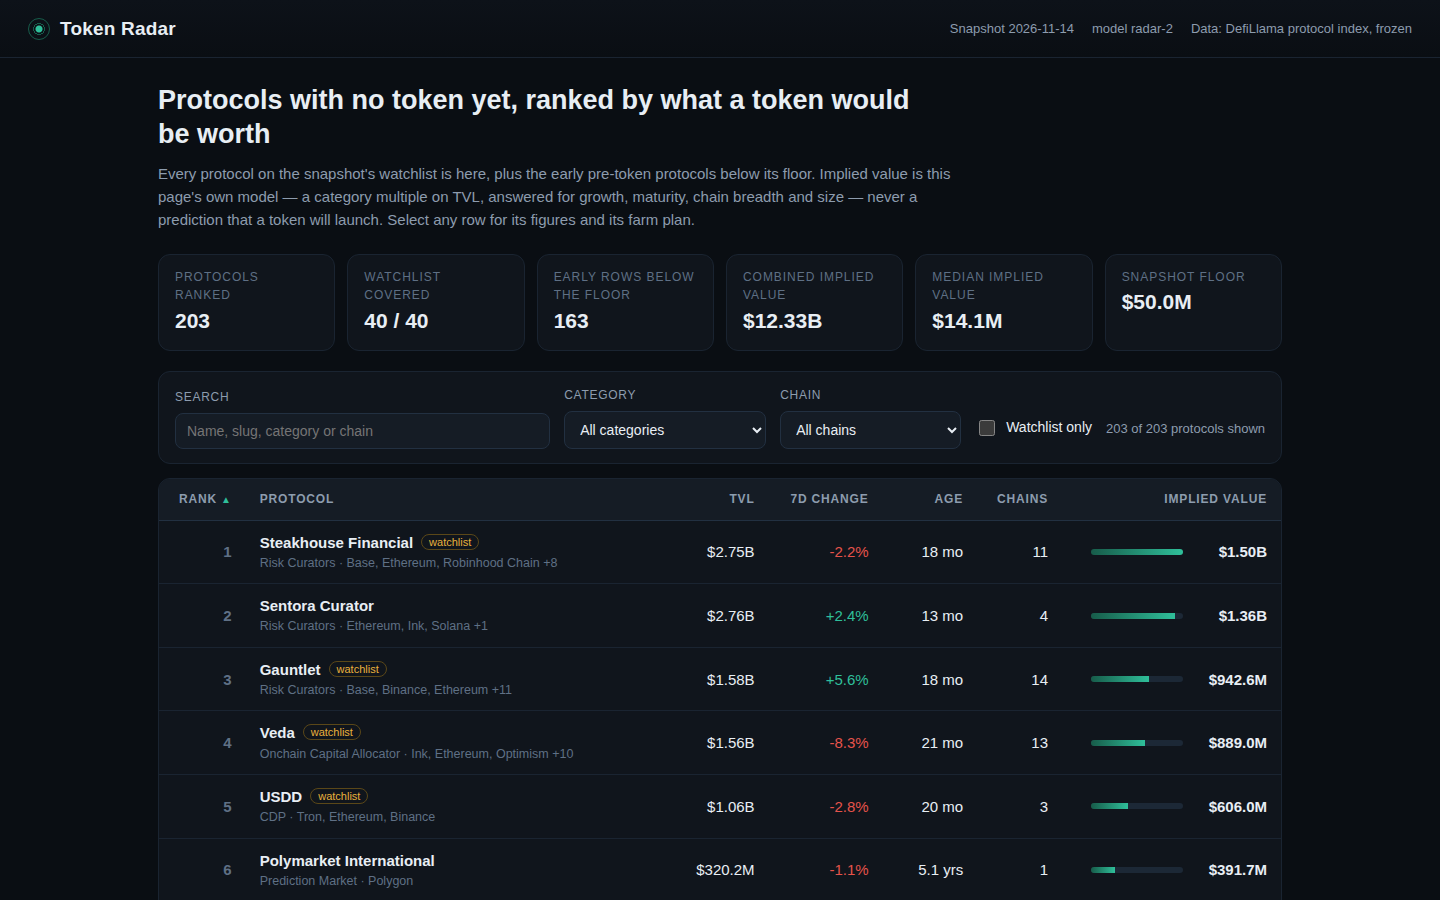 Token Radar
Snapshot 2026-11-14 model radar-2 Data: DefiLlama protocol index, frozen
Protocols with no token yet, ranked by what a token would
be worth
Every protocol on the snapshot's watchlist is here, plus the early pre-token protocols below its floor. Implied value is this
page's own model — a category multiple on TVL, answered for growth, maturity, chain breadth and size — never a
prediction that a token will launch. Select any row for its figures and its farm plan.
PROTOCOLS
RANKED
203
WATCHLIST
COVERED
40 / 40
EARLY ROWS BELOW
THE FLOOR
163
COMBINED IMPLIED
VALUE
$12.33B
MEDIAN IMPLIED
VALUE
$14.1M
SNAPSHOT FLOOR
$50.0M
SEARCH
Name, slug, category or chain
CATEGORY
All categories
CHAIN
All chains
Watchlist only
203 of 203 protocols shown
RANK ▲ PROTOCOL TVL 7D CHANGE AGE CHAINS IMPLIED VALUE
1 Steakhouse Financial watchlist $2.75B -2.2% 18 mo 11 $1.50B
Risk Curators · Base, Ethereum, Robinhood Chain +8
2 Sentora Curator $2.76B +2.4% 13 mo 4 $1.36B
Risk Curators · Ethereum, Ink, Solana +1
3 Gauntlet watchlist $1.58B +5.6% 18 mo 14 $942.6M
Risk Curators · Base, Binance, Ethereum +11
4 Veda watchlist $1.56B -8.3% 21 mo 13 $889.0M
Onchain Capital Allocator · Ink, Ethereum, Optimism +10
5 USDD watchlist $1.06B -2.8% 20 mo 3 $606.0M
CDP · Tron, Ethereum, Binance
6 Polymarket International $320.2M -1.1% 5.1 yrs 1 $391.7M
Prediction Market · Polygon